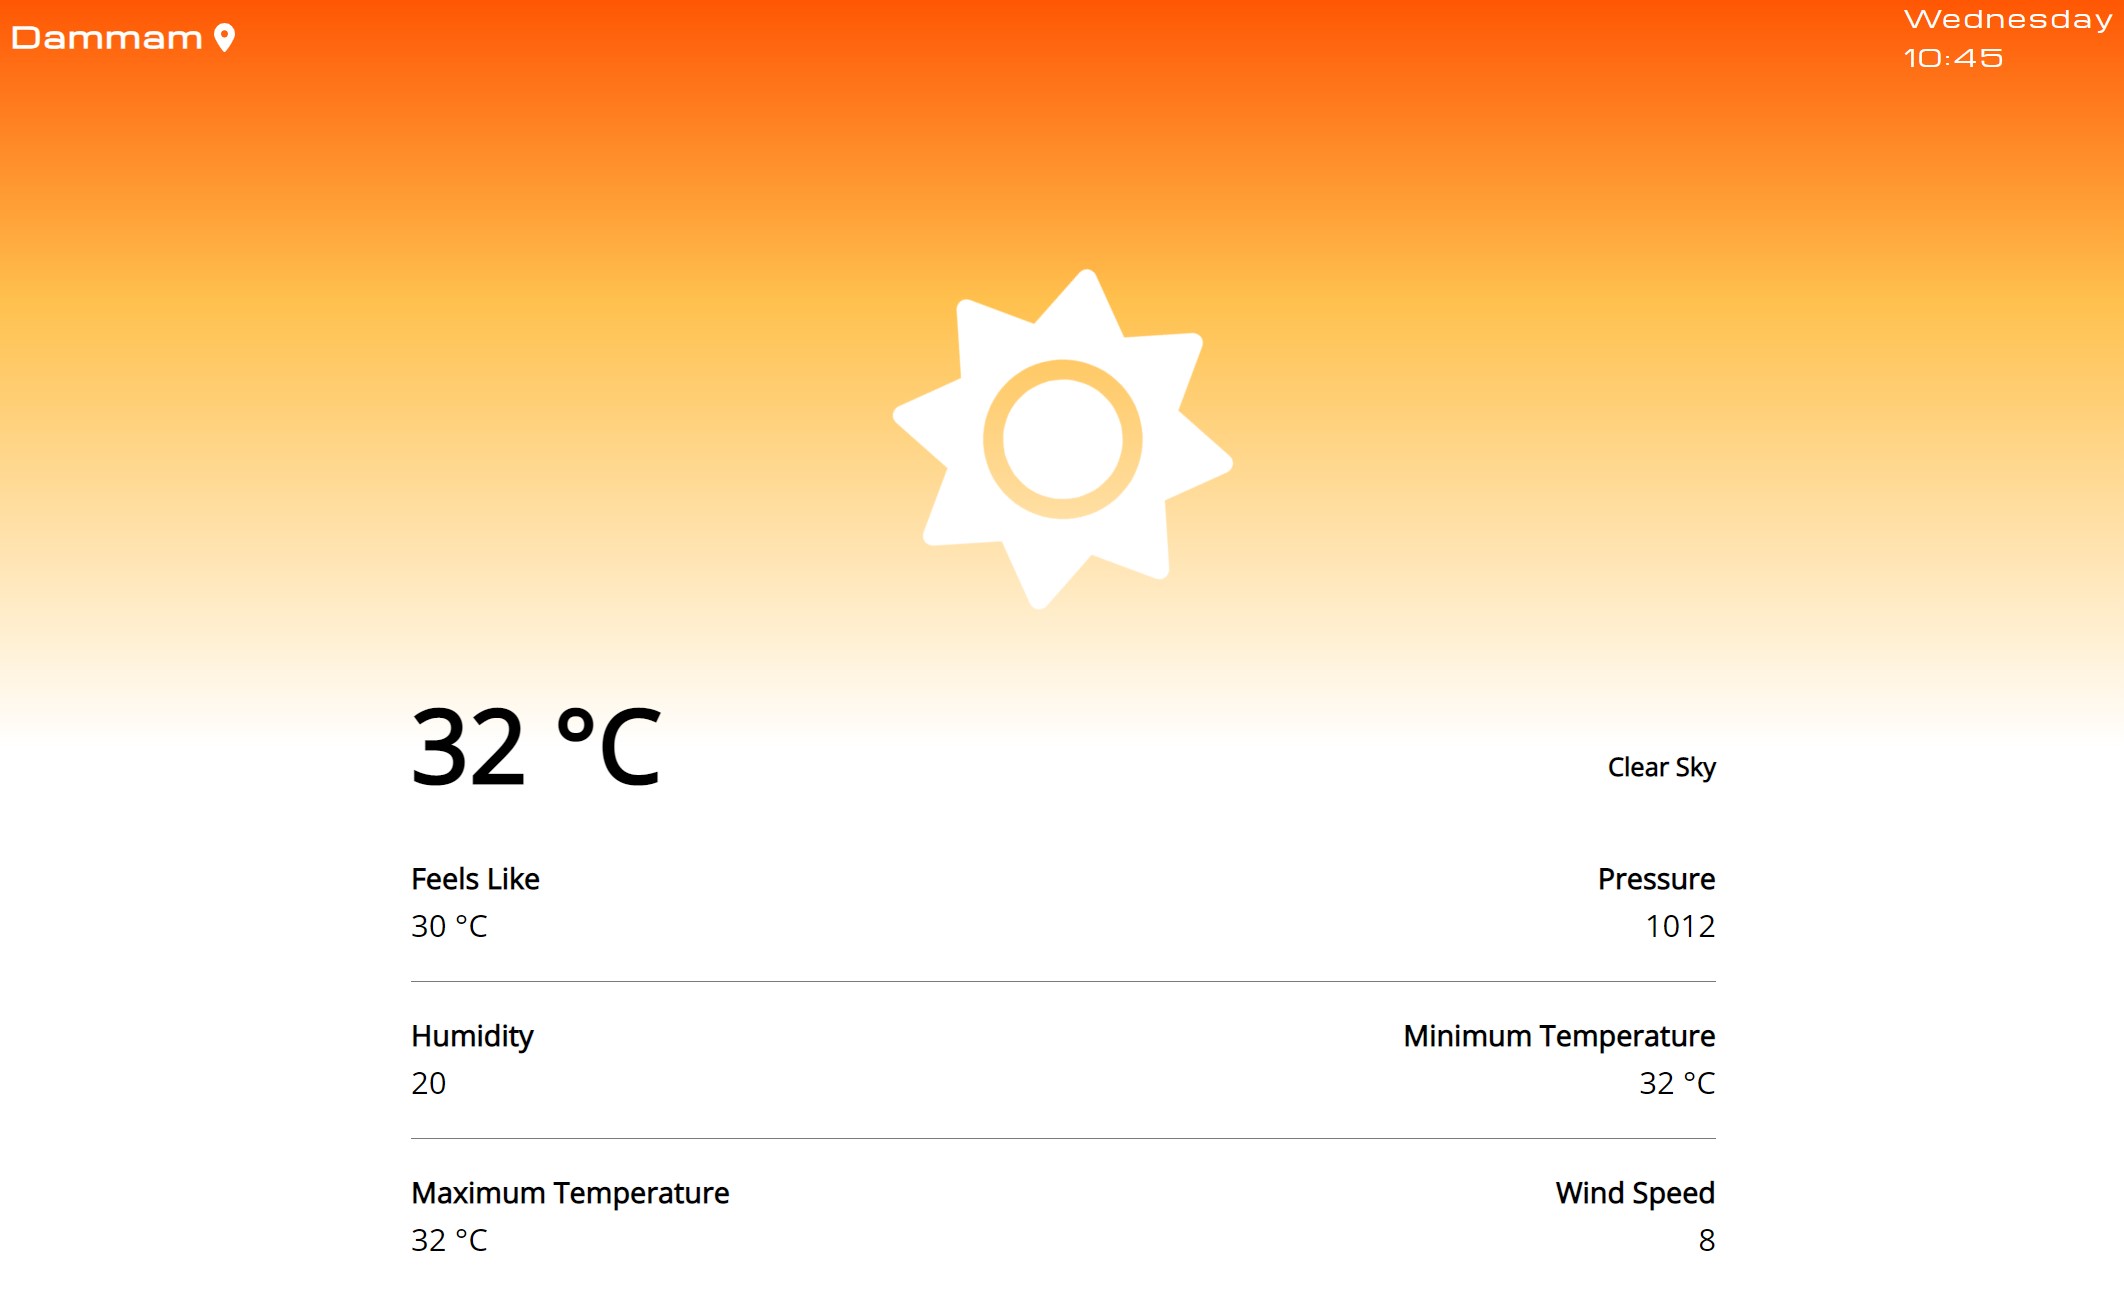 Dammam
Wednesday
10:45
32 °C
Clear Sky
Feels Like
30 °C
Pressure
1012
Humidity
20
Minimum Temperature
32 °C
Maximum Temperature
32 °C
Wind Speed
8